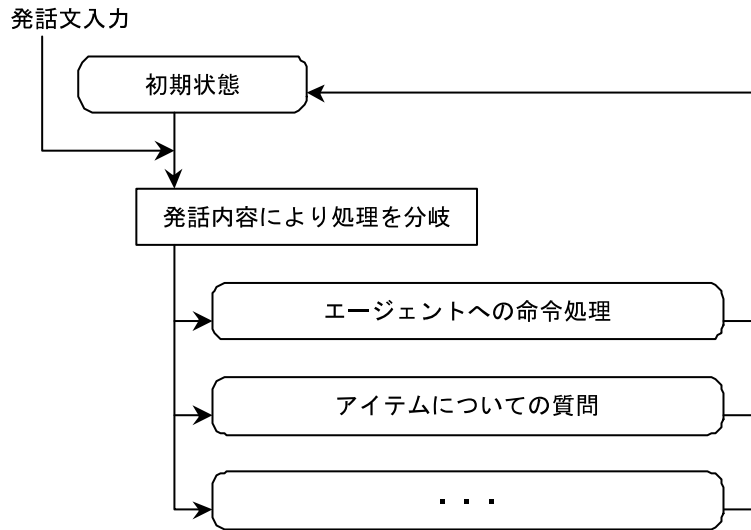 発話文入力
初期状態
発話内容により処理を分岐
エージェントへの命令処理
アイテムについての質問
・・・